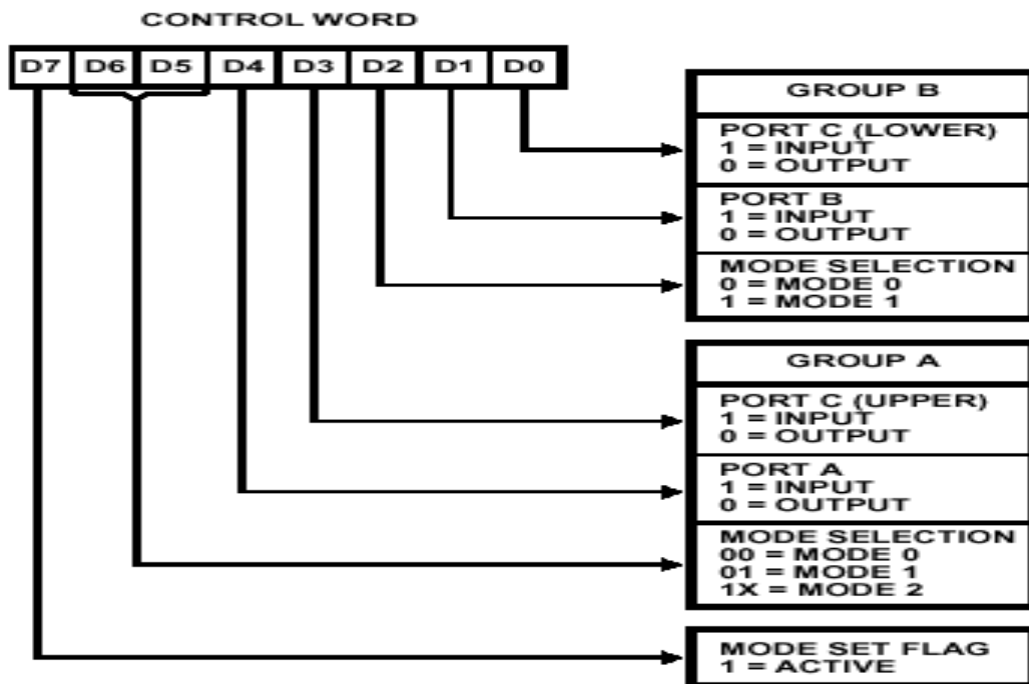 CONTROL WORD
D7 D6 D5 D4 D3 D2 D1 D0
GROUP B
PORT C (LOWER)
1 = INPUT
0 = OUTPUT
PORT B
1 = INPUT
0 = OUTPUT
MODE SELECTION
0 = MODE 0
1 = MODE 1
GROUP A
PORT C (UPPER)
1 = INPUT
0 = OUTPUT
PORT A
1 = INPUT
0 = OUTPUT
MODE SELECTION
00 = MODE 0
01 = MODE 1
1X = MODE 2
MODE SET FLAG
1 = ACTIVE